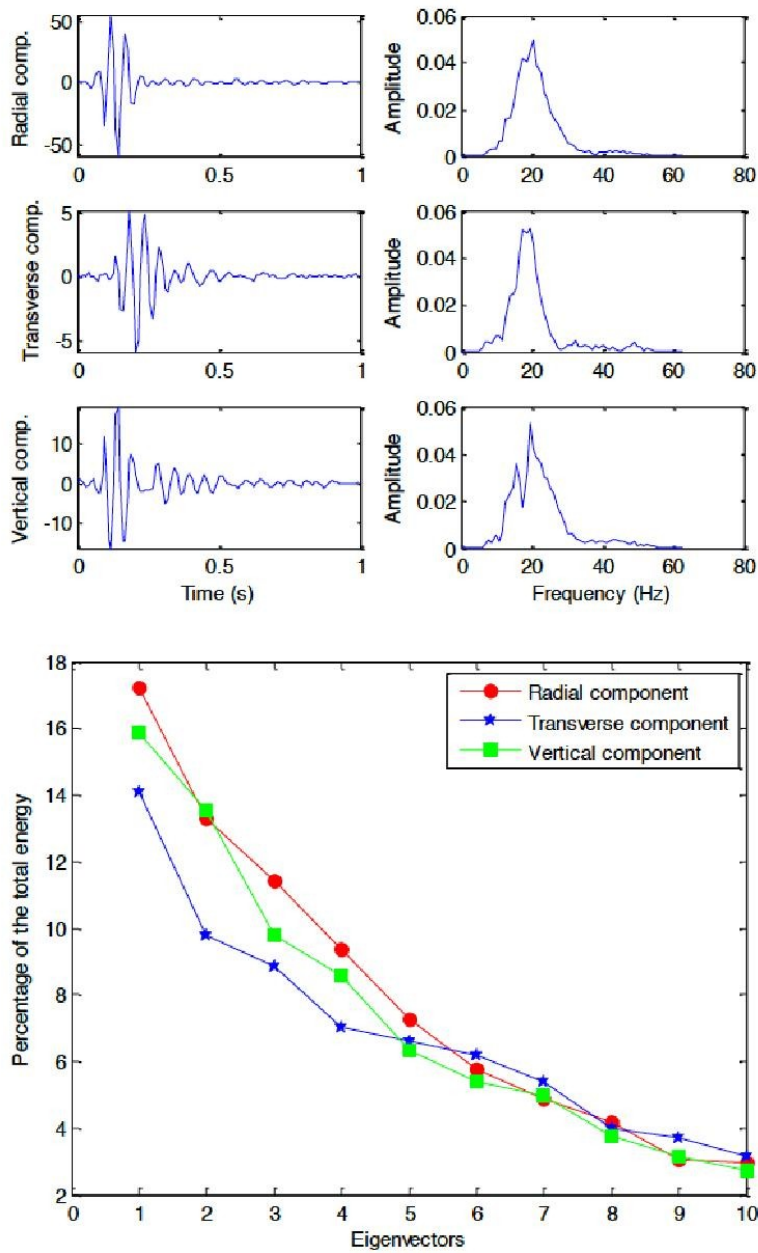 Radial comp.
50
0
-50
0 0.5 1
Amplitude
0.06
0.04
0.02
0
0 20 40 60 80
Transverse comp.
5
0
-5
0 0.5 1
Amplitude
0.06
0.04
0.02
0
0 20 40 60 80
Vertical comp.
10
0
-10
0 0.5 1
Time (s)
Amplitude
0.06
0.04
0.02
0
0 20 40 60 80
Frequency (Hz)
Percentage of the total energy
18
16
14
12
10
8
6
4
2
Radial component
Transverse component
Vertical component
0 1 2 3 4 5 6 7 8 9 10
Eigenvectors